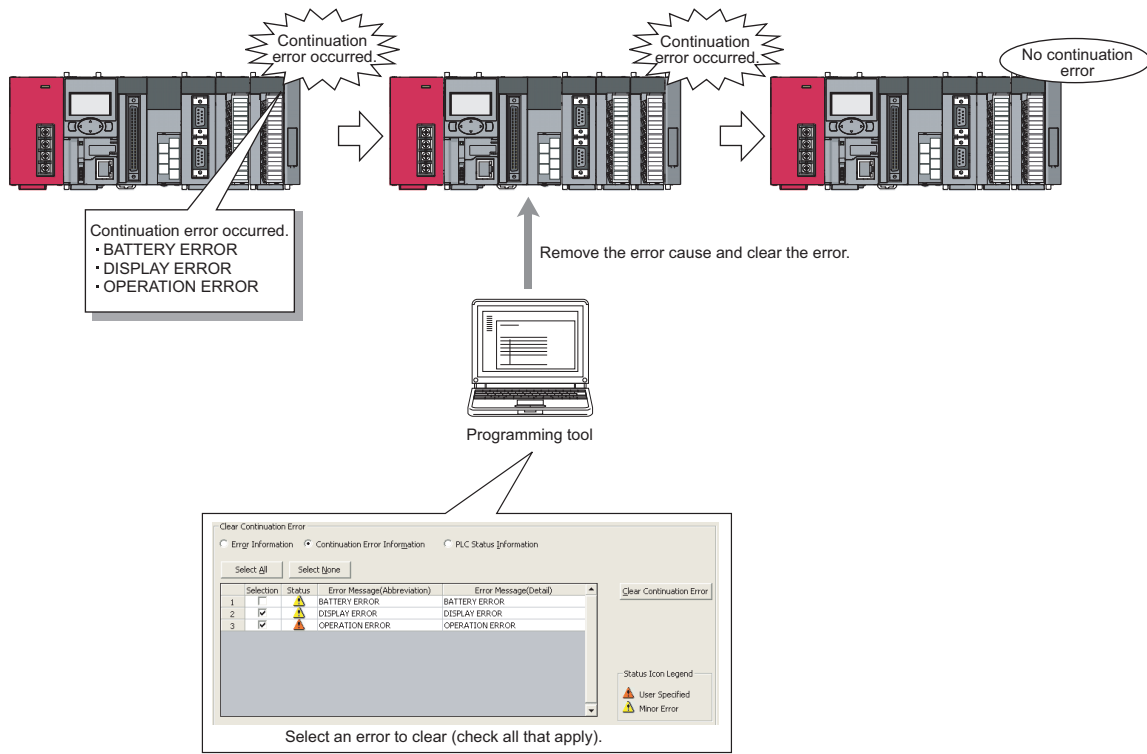 Continuation
error occurred.
Continuation
error occurred.
No continuation
error
Continuation error occurred.
· BATTERY ERROR
· DISPLAY ERROR
· OPERATION ERROR
Remove the error cause and clear the error.
Programming tool
Clear Continuation Error
Error Information Continuation Error Information PLC Status Information
Select All Select None
Selection Status Error Message(Abbreviation) Error Message(Detail)
Clear Continuation Error
1 BATTERY ERROR BATTERY ERROR
2 DISPLAY ERROR DISPLAY ERROR
3 OPERATION ERROR OPERATION ERROR
Status Icon Legend
User Specified
Minor Error
Select an error to clear (check all that apply).